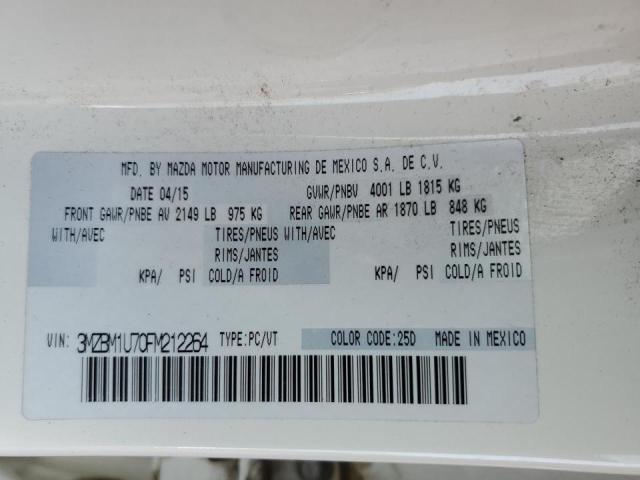 MFD. BY MAZDA MOTOR MANUFACTURING DE MEXICO S.A. DE C.V.
DATE 04/15 GVWR/PNBV 4001 LB 1815 KG
FRONT GAWR/PNBE AV 2149 LB 975 KG REAR GAWR/PNBE AR 1870 LB 848 KG
WITH/AVEC TIRES/PNEUS WITH/AVEC TIRES/PNEUS
RIMS/JANTES RIMS/JANTES
KPA/ PSI COLD/A FROID KPA/ PSI COLD/A FROID
VIN: 3MZBM1U70FM212264 TYPE:PC/VT COLOR CODE:25D MADE IN MEXICO